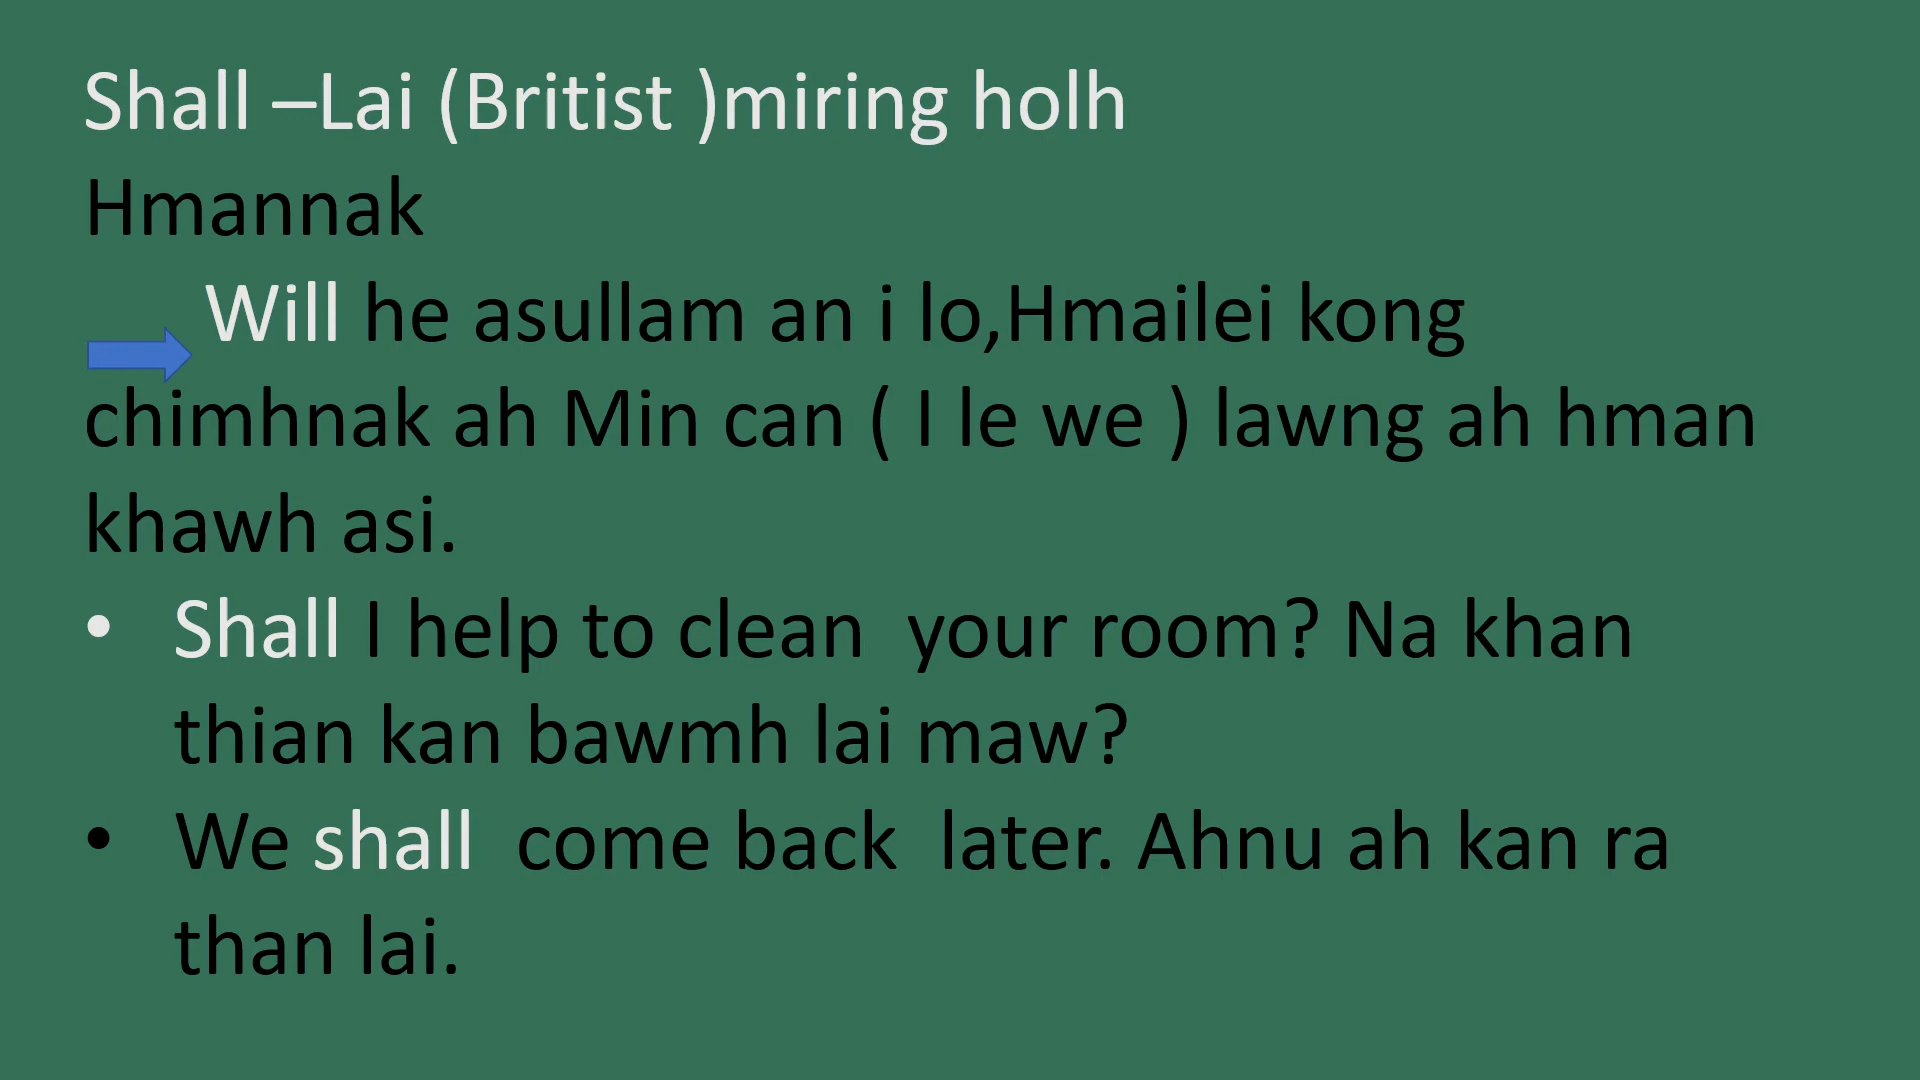 Shall –Lai (Britist )miring holh
Hmannak
Will he asullam an i lo,Hmailei kong
chimhnak ah Min can ( I le we ) lawng ah hman
khawh asi.
• Shall I help to clean  your room? Na khan
thian kan bawmh lai maw?
• We shall  come back  later. Ahnu ah kan ra
than lai.